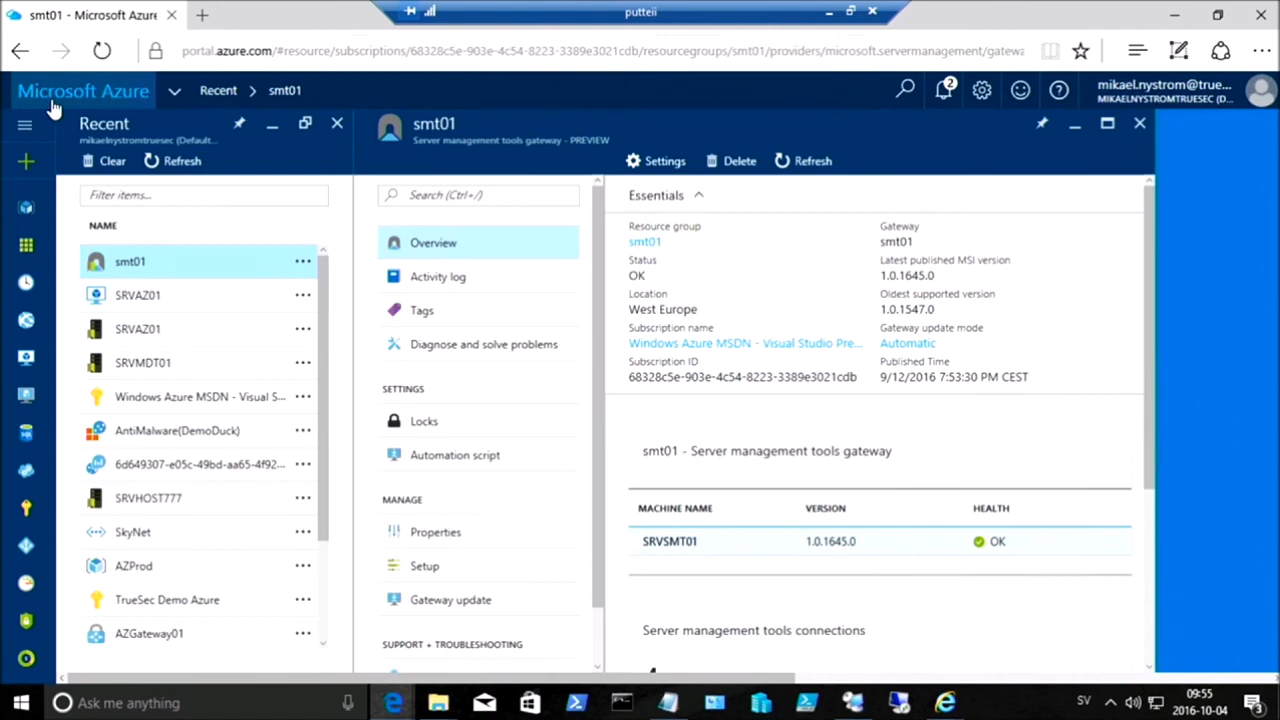 smt01 - Microsoft Azure
putteii
portal.azure.com/#resource/subscriptions/68328c5e-903e-4c54-8223-3389e3021cdb/resourcegroups/smt01/providers/microsoft.servermanagement/gatewa
Microsoft Azure
Recent > smt01
2
mikael.nystrom@true...
MIKAELNYSTROMTRUESEC (D...
Recent
mikaelnystromtruesec (Default...
Clear
Refresh
Filter items...
NAME
smt01
SRVAZ01
SRVAZ01
SRVMDT01
Windows Azure MSDN - Visual S...
AntiMalware(DemoDuck)
6d649307-e05c-49bd-aa65-4f92...
SRVHOST777
SkyNet
AZProd
TrueSec Demo Azure
AZGateway01
smt01
Server management tools gateway - PREVIEW
Search (Ctrl+/)
Overview
Activity log
Tags
Diagnose and solve problems
SETTINGS
Locks
Automation script
MANAGE
Properties
Setup
Gateway update
SUPPORT + TROUBLESHOOTING
Settings
Delete
Refresh
Essentials
Resource group
smt01
Status
OK
Location
West Europe
Subscription name
Windows Azure MSDN - Visual Studio Pre...
Subscription ID
68328c5e-903e-4c54-8223-3389e3021cdb
Gateway
smt01
Latest published MSI version
1.0.1645.0
Oldest supported version
1.0.1547.0
Gateway update mode
Automatic
Published Time
9/12/2016 7:53:30 PM CEST
smt01 - Server management tools gateway
MACHINE NAME VERSION HEALTH
SRVSMT01 1.0.1645.0 OK
Server management tools connections
Ask me anything
SV
09:55
2016-10-04
3